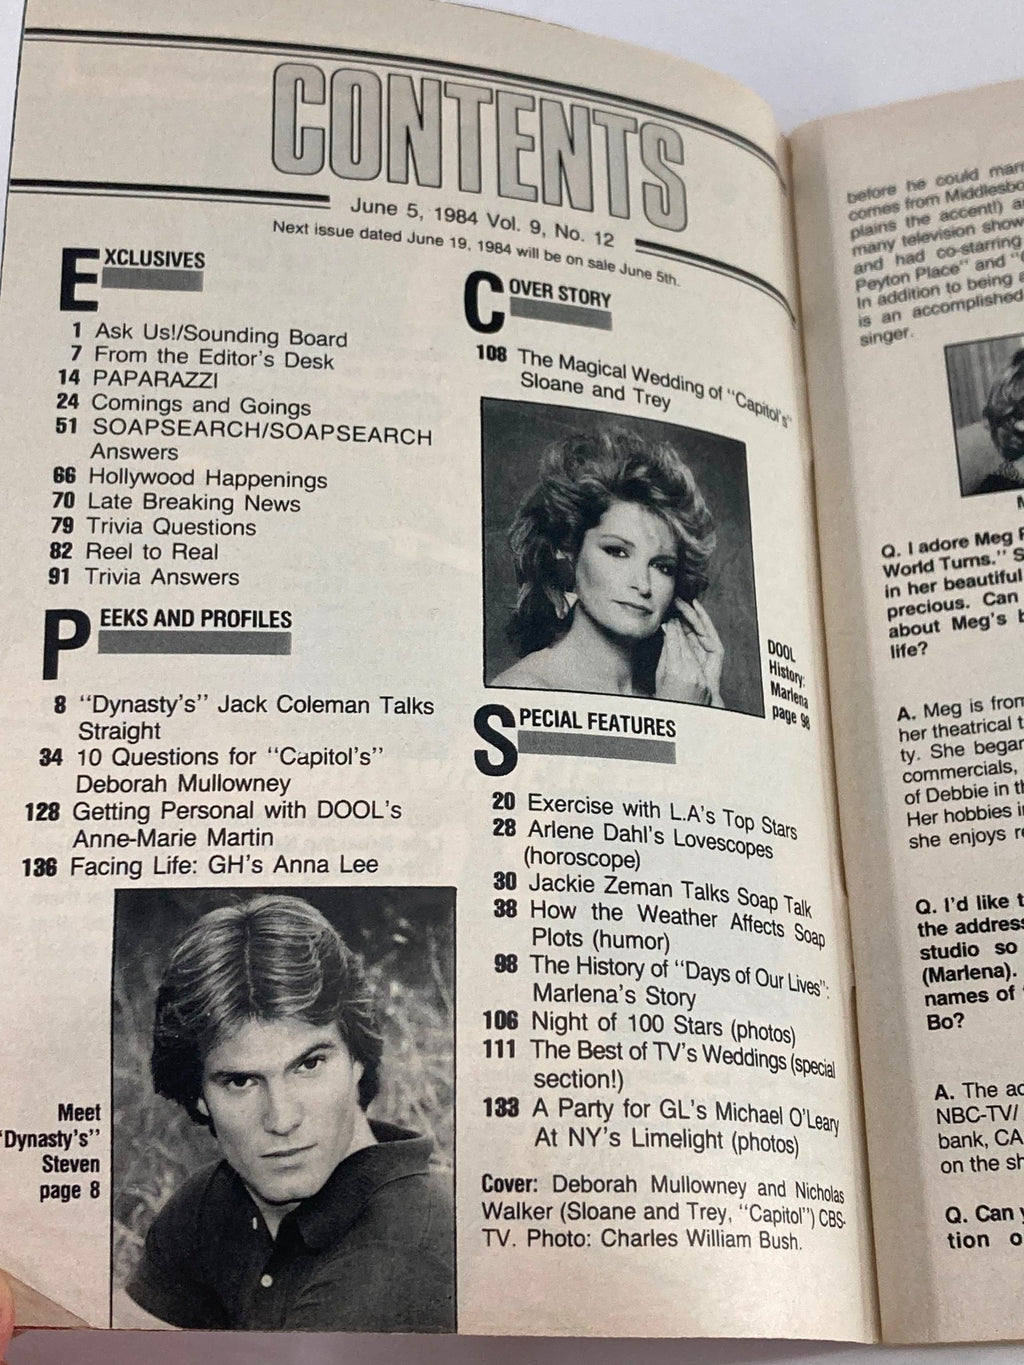 CONTENTS
June 5, 1984 Vol. 9, No. 12
Next issue dated June 19, 1984 will be on sale June 5th.
EXCLUSIVES
1 Ask Us!/Sounding Board
7 From the Editor's Desk
14 PAPARAZZI
24 Comings and Goings
51 SOAPSEARCH/SOAPSEARCH
Answers
66 Hollywood Happenings
70 Late Breaking News
79 Trivia Questions
82 Reel to Real
91 Trivia Answers
PEEKS AND PROFILES
8 "Dynasty's" Jack Coleman Talks
Straight
34 10 Questions for "Capitol's"
Deborah Mullowney
128 Getting Personal with DOOL's
Anne-Marie Martin
136 Facing Life: GH's Anna Lee
Meet
"Dynasty's"
Steven
page 8
COVER STORY
108 The Magical Wedding of "Capitol's"
Sloane and Trey
DOOL
History:
Marlena
page 98
SPECIAL FEATURES
20 Exercise with L.A's Top Stars
28 Arlene Dahl's Lovescopes
(horoscope)
30 Jackie Zeman Talks Soap Talk
38 How the Weather Affects Soap
Plots (humor)
98 The History of "Days of Our Lives":
Marlena's Story
106 Night of 100 Stars (photos)
111 The Best of TV's Weddings (special
section!)
133 A Party for GL's Michael O'Leary
At NY's Limelight (photos)
Cover: Deborah Mullowney and Nicholas
Walker (Sloane and Trey, "Capitol") CBS-
TV. Photo: Charles William Bush.
before he could
comes from
plains the accent!)
many television
and had co-starring
Peyton Place" and
In addition to being
is an accomplished
singer.
Q. I adore Meg
World Turns."
in her beautiful
precious. Can
about Meg's
life?
A. Meg is from
her theatrical
ty. She began
commercials,
of Debbie in
Her hobbies
she enjoys
Q. I'd like
the address
studio so
(Marlena).
names of
Bo?
A. The
NBC-TV/
bank, CA
on the
Q. Can
tion